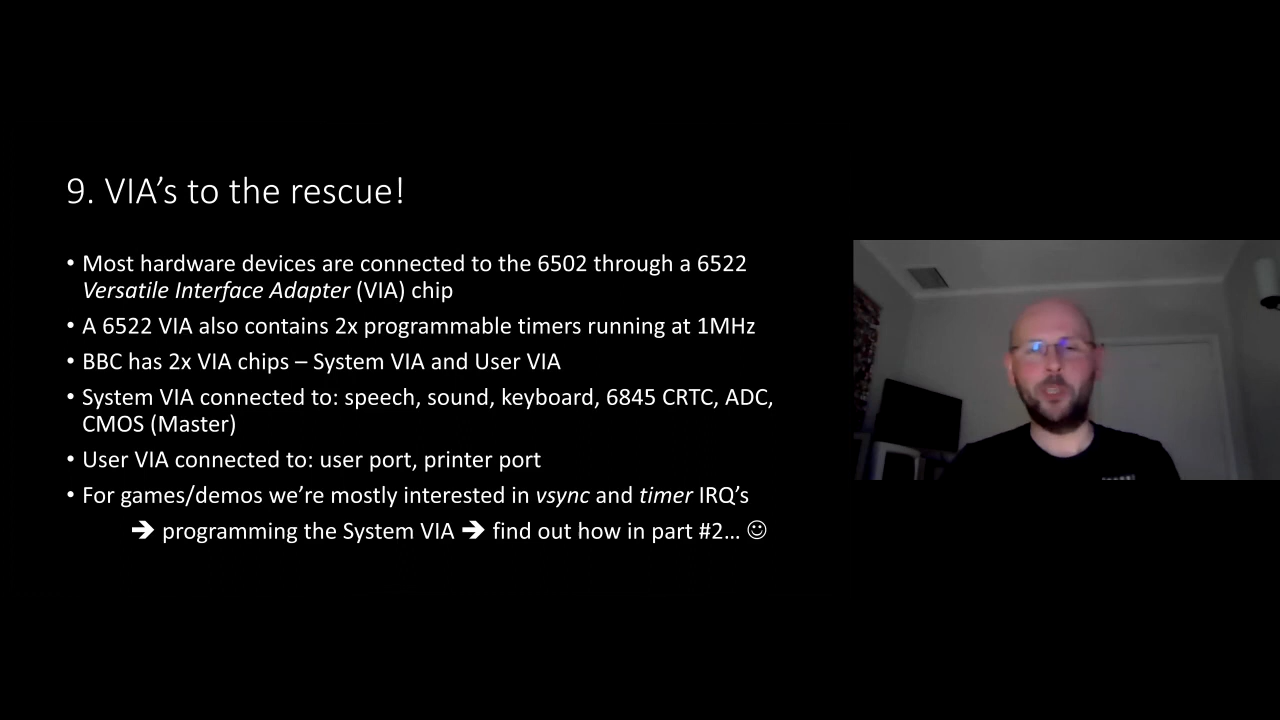 9. VIA’s to the rescue!
• Most hardware devices are connected to the 6502 through a 6522
Versatile Interface Adapter (VIA) chip
• A 6522 VIA also contains 2x programmable timers running at 1MHz
• BBC has 2x VIA chips – System VIA and User VIA
• System VIA connected to: speech, sound, keyboard, 6845 CRTC, ADC,
CMOS (Master)
• User VIA connected to: user port, printer port
• For games/demos we’re mostly interested in vsync and timer IRQ’s
➔ programming the System VIA ➔ find out how in part #2… ☺